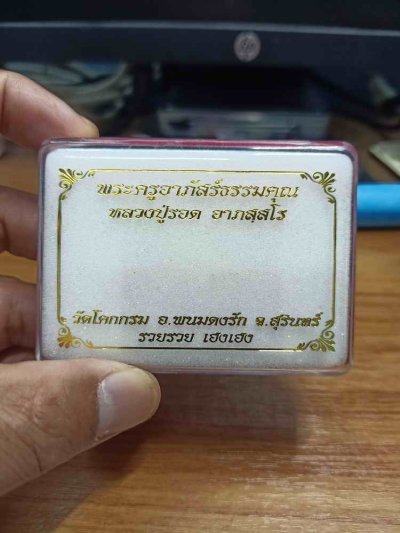 พระครูอาภัสร์ธรรมคุณ
หลวงปู่รอด อาภสฺสโร
วัดโคกกรม อ.พนมดงรัก จ.สุรินทร์
รวยรวย เฮงเฮง